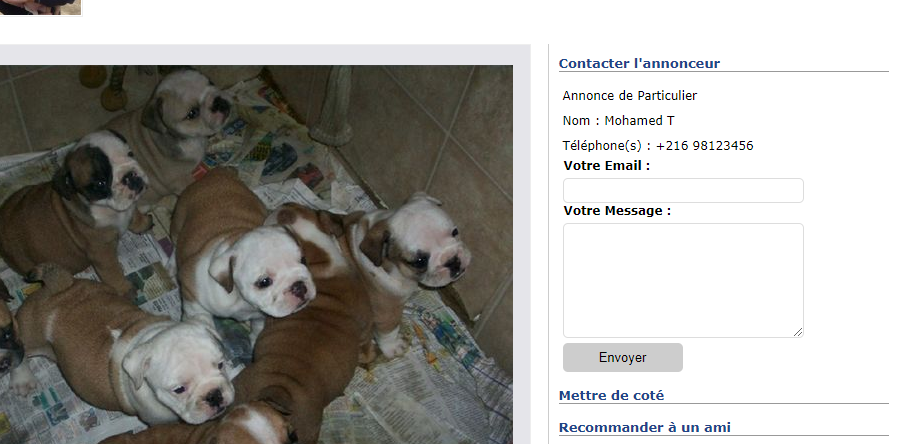 Contacter l'annonceur
Annonce de Particulier
Nom : Mohamed T
Téléphone(s) : +216 98123456
Votre Email :
Votre Message :
Envoyer
Mettre de coté
Recommander à un ami